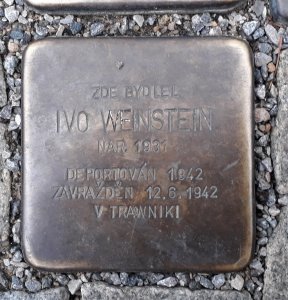 ZDE BYDLEL
IVO WEINSTEIN
NAR. 1931
DEPORTOVÁN 1942
ZAVRAŽDĚN 12.6.1942
V TRAWNIKI